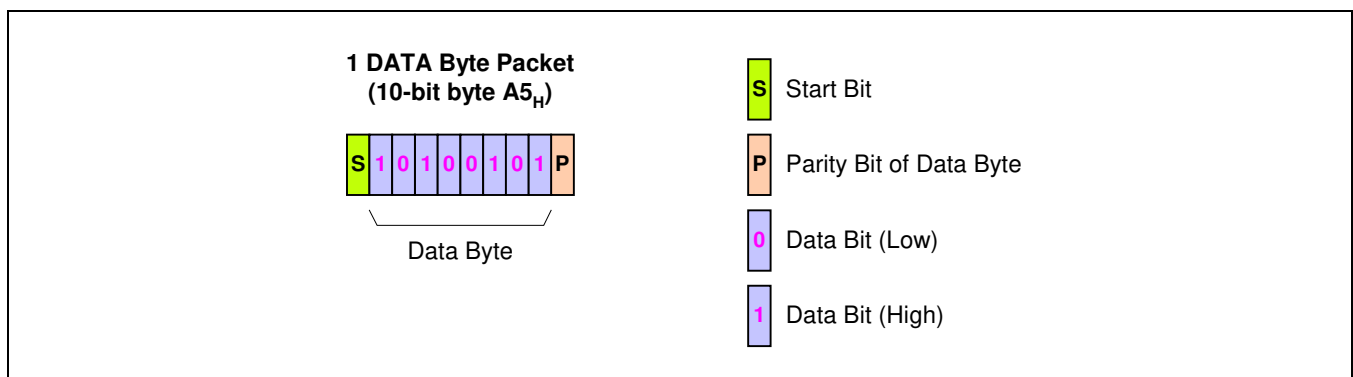 1 DATA Byte Packet
(10-bit byte A5H)
S 1 0 1 0 0 1 0 1 P
Data Byte
S Start Bit
P Parity Bit of Data Byte
0 Data Bit (Low)
1 Data Bit (High)